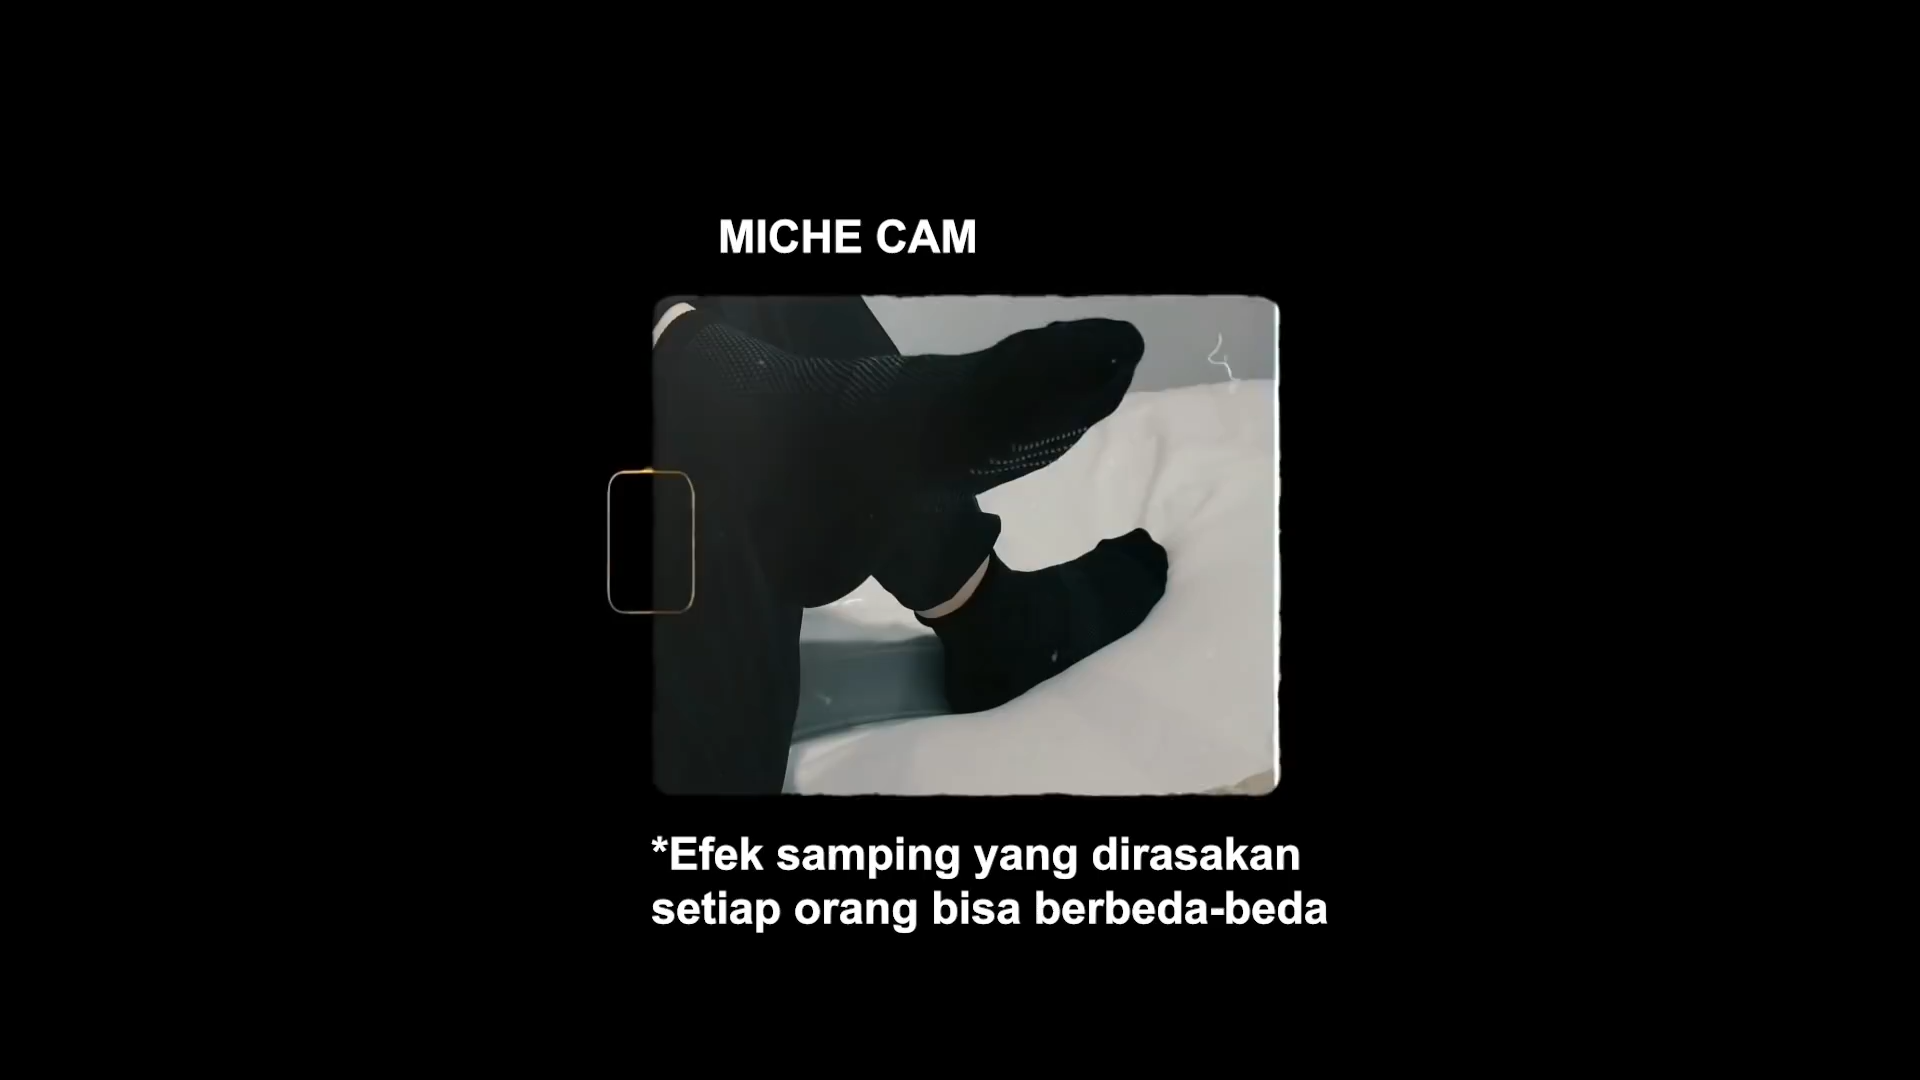 MICHE CAM
*Efek samping yang dirasakan
setiap orang bisa berbeda-beda